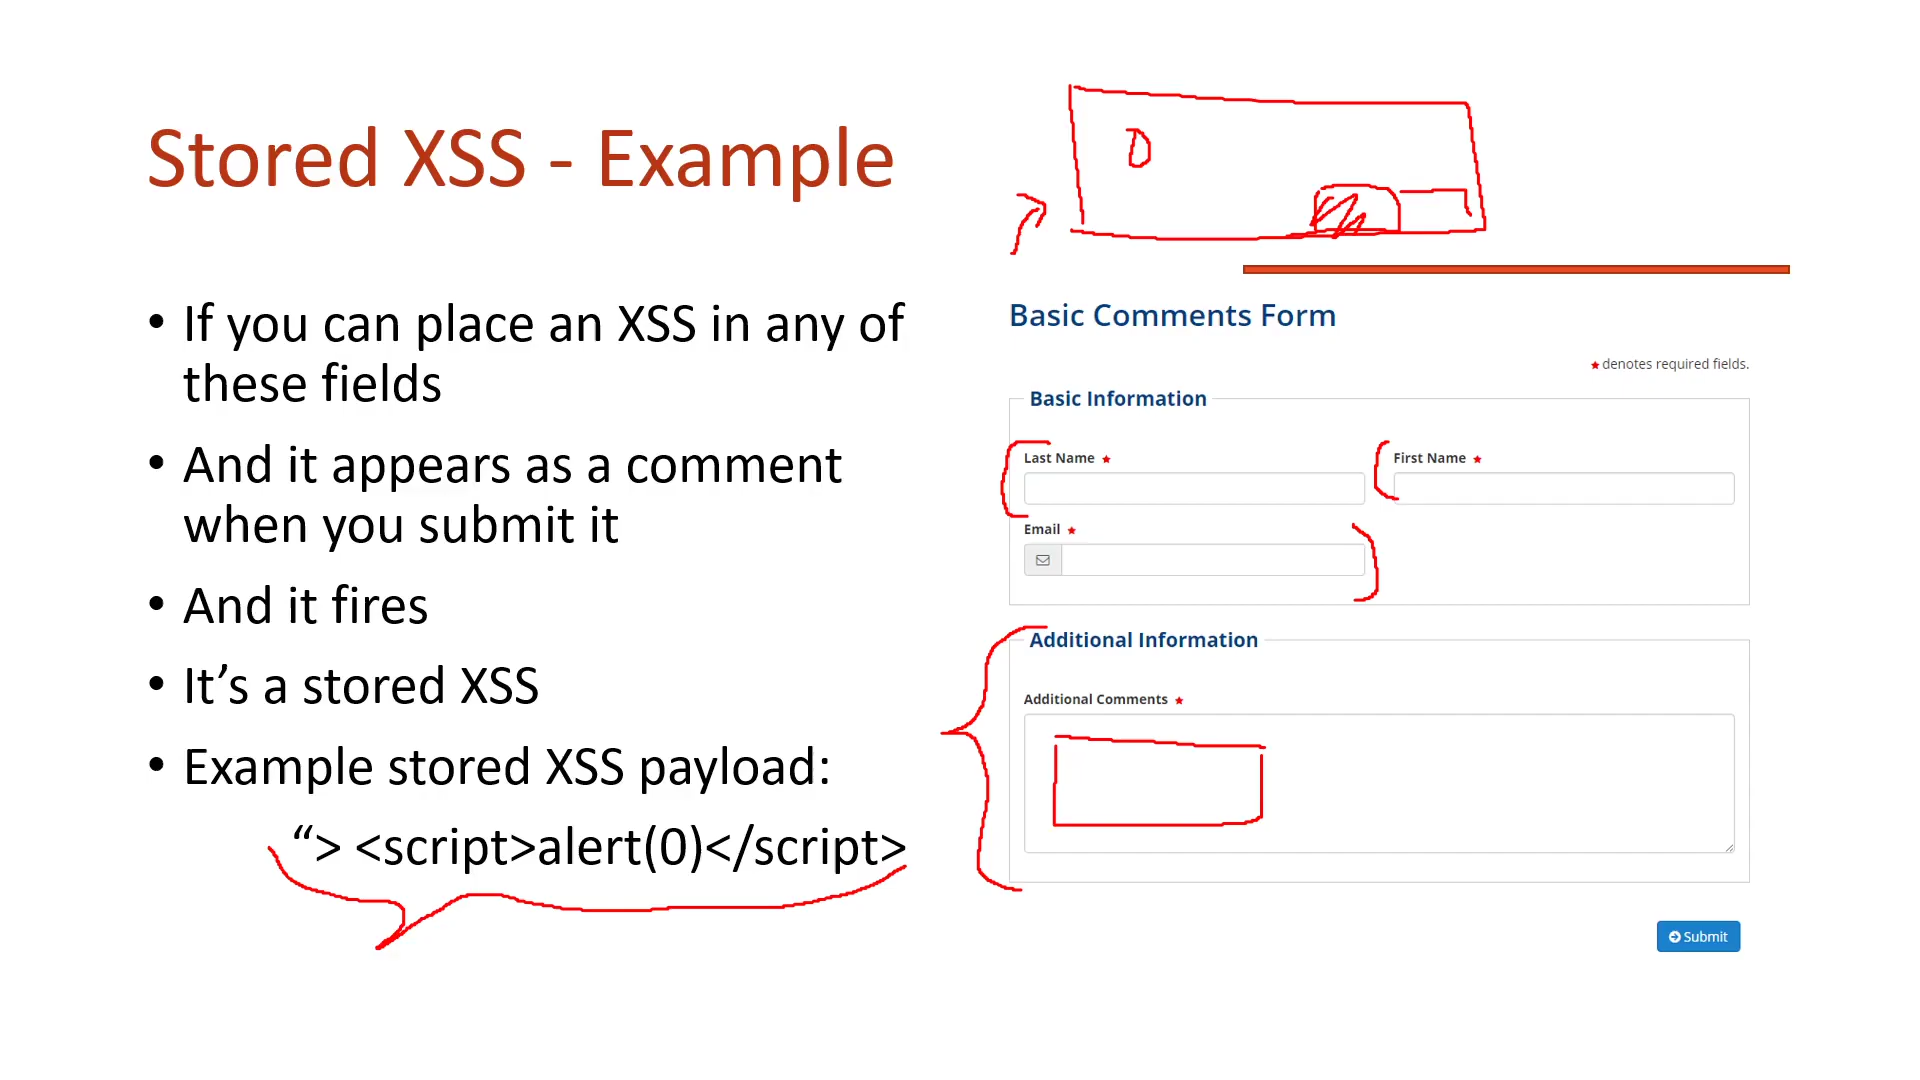 Stored XSS - Example
• If you can place an XSS in any of
these fields
• And it appears as a comment
when you submit it
• And it fires
• It’s a stored XSS
• Example stored XSS payload:
“> <script>alert(0)</script>
Basic Comments Form
★ denotes required fields.
Basic Information
Last Name ★
First Name ★
Email ★
Additional Information
Additional Comments ★
Submit